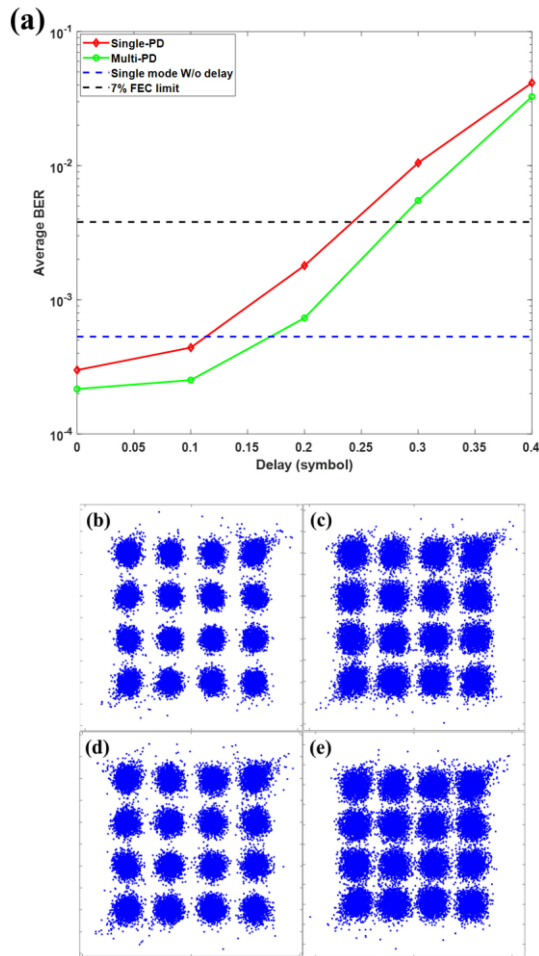 (a)
10^-1
Single-PD
Multi-PD
Single mode W/o delay
7% FEC limit
10^-2
10^-3
10^-4
Average BER
0 0.05 0.1 0.15 0.2 0.25 0.3 0.35 0.4
Delay (symbol)
(b) (c)
(d) (e)